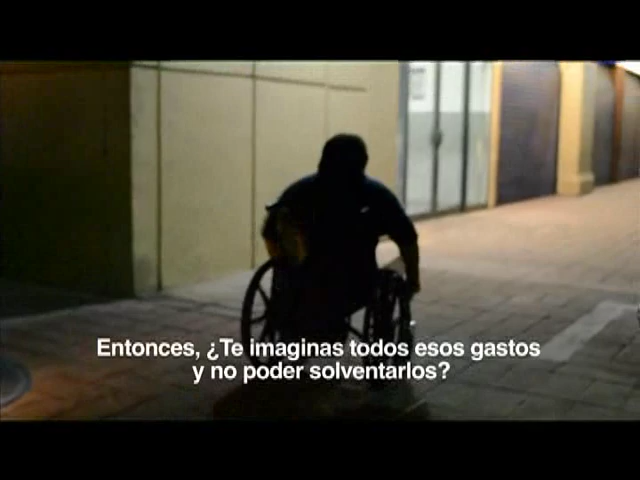 Entonces, ¿Te imaginas todos esos gastos
y no poder solventarlos?